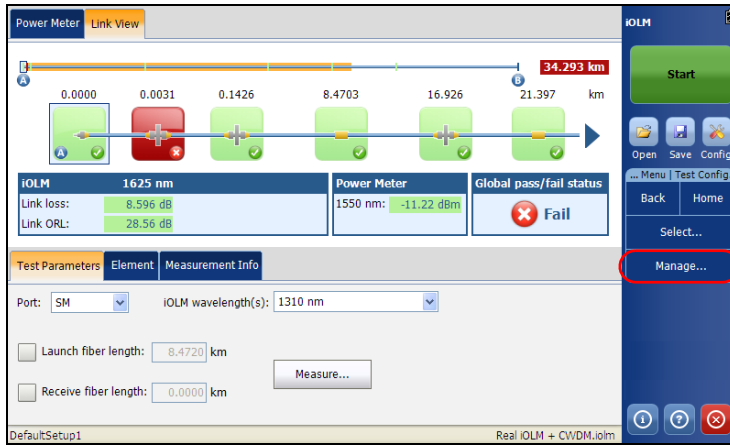 Power Meter Link View
iOLM
34.293 km
A
B
Start
0.0000 0.0031 0.1426 8.4703 16.926 21.397 km
A
Open Save Config
... Menu | Test Configu
iOLM 1625 nm
Link loss: 8.596 dB
Link ORL: 28.56 dB
Power Meter
1550 nm: -11.22 dBm
Global pass/fail status
Fail
Back Home
Select...
Manage...
Test Parameters Element Measurement Info
Port: SM iOLM wavelength(s): 1310 nm
Launch fiber length: 8.4720 km
Measure...
Receive fiber length: 0.0000 km
DefaultSetup1 Real iOLM + CWDM.iolm